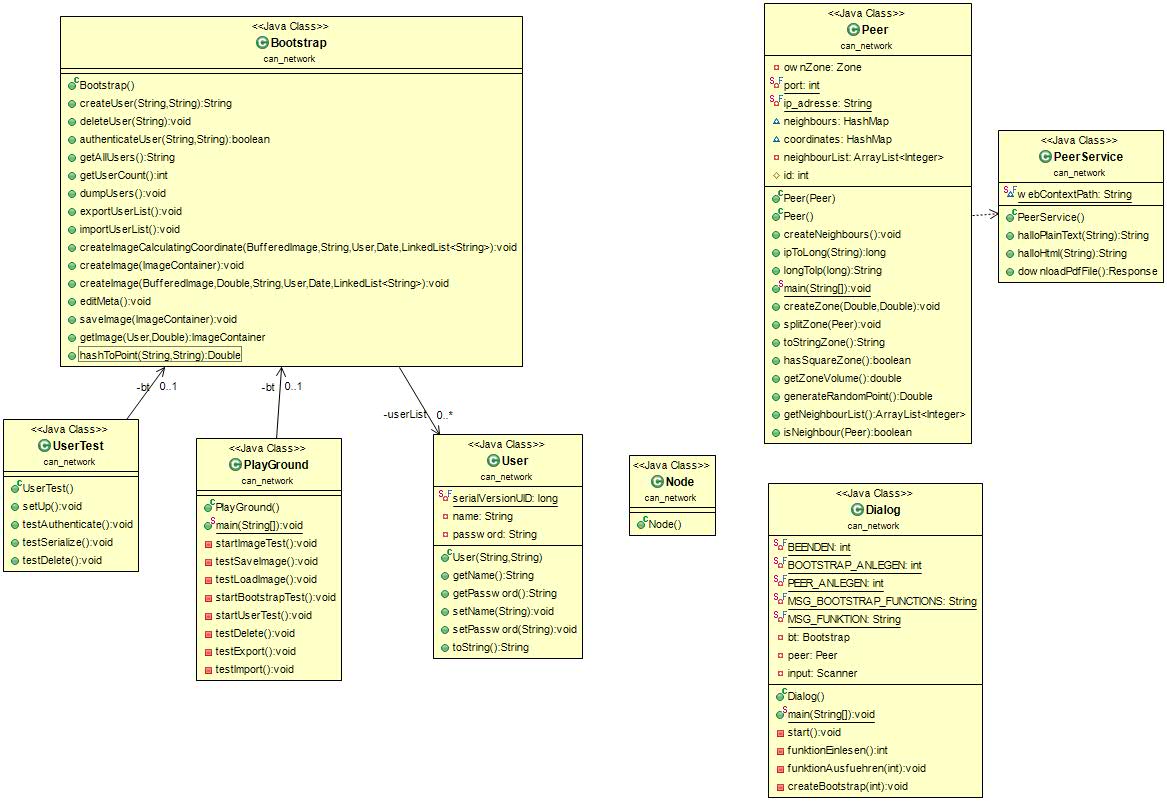 <<Java Class>>
Bootstrap
can_network
Bootstrap()
createUser(String,String):String
deleteUser(String):void
authenticateUser(String,String):boolean
getAllUsers():String
getUserCount():int
dumpUsers():void
exportUserList():void
importUserList():void
createImageCalculatingCoordinate(BufferedImage,String,User,Date,LinkedList<String>):void
createImage(ImageContainer):void
createImage(BufferedImage,Double,String,User,Date,LinkedList<String>):void
editMeta():void
saveImage(ImageContainer):void
getImage(User,Double):ImageContainer
hashToPoint(String,String):Double
-bt 0..1
-bt 0..1
-userList 0..*
<<Java Class>>
UserTest
can_network
UserTest()
setUp():void
testAuthenticate():void
testSerialize():void
testDelete():void
<<Java Class>>
PlayGround
can_network
PlayGround()
main(String[]):void
startImageTest():void
testSaveImage():void
testLoadImage():void
startBootstrapTest():void
startUserTest():void
testDelete():void
testExport():void
testImport():void
<<Java Class>>
User
can_network
serialVersionUID: long
name: String
password: String
User(String,String)
getName():String
getPassword():String
setName(String):void
setPassword(String):void
toString():String
<<Java Class>>
Node
can_network
Node()
<<Java Class>>
Peer
can_network
ownZone: Zone
port: int
ip_adresse: String
neighbours: HashMap
coordinates: HashMap
neighbourList: ArrayList<Integer>
id: int
Peer(Peer)
Peer()
createNeighbours():void
ipToLong(String):long
longToIp(long):String
main(String[]):void
createZone(Double,Double):void
splitZone(Peer):void
toStringZone():String
hasSquareZone():boolean
getZoneVolume():double
generateRandomPoint():Double
getNeighbourList():ArrayList<Integer>
isNeighbour(Peer):boolean
<<Java Class>>
PeerService
can_network
webContextPath: String
PeerService()
halloPlainText(String):String
halloHtml(String):String
downloadPdfFile():Response
<<Java Class>>
Dialog
can_network
BEENDEN: int
BOOTSTRAP_ANLEGEN: int
PEER_ANLEGEN: int
MSG_BOOTSTRAP_FUNCTIONS: String
MSG_FUNKTION: String
bt: Bootstrap
peer: Peer
input: Scanner
Dialog()
main(String[]):void
start():void
funktionEinlesen():int
funktionAusfuehren(int):void
createBootstrap(int):void